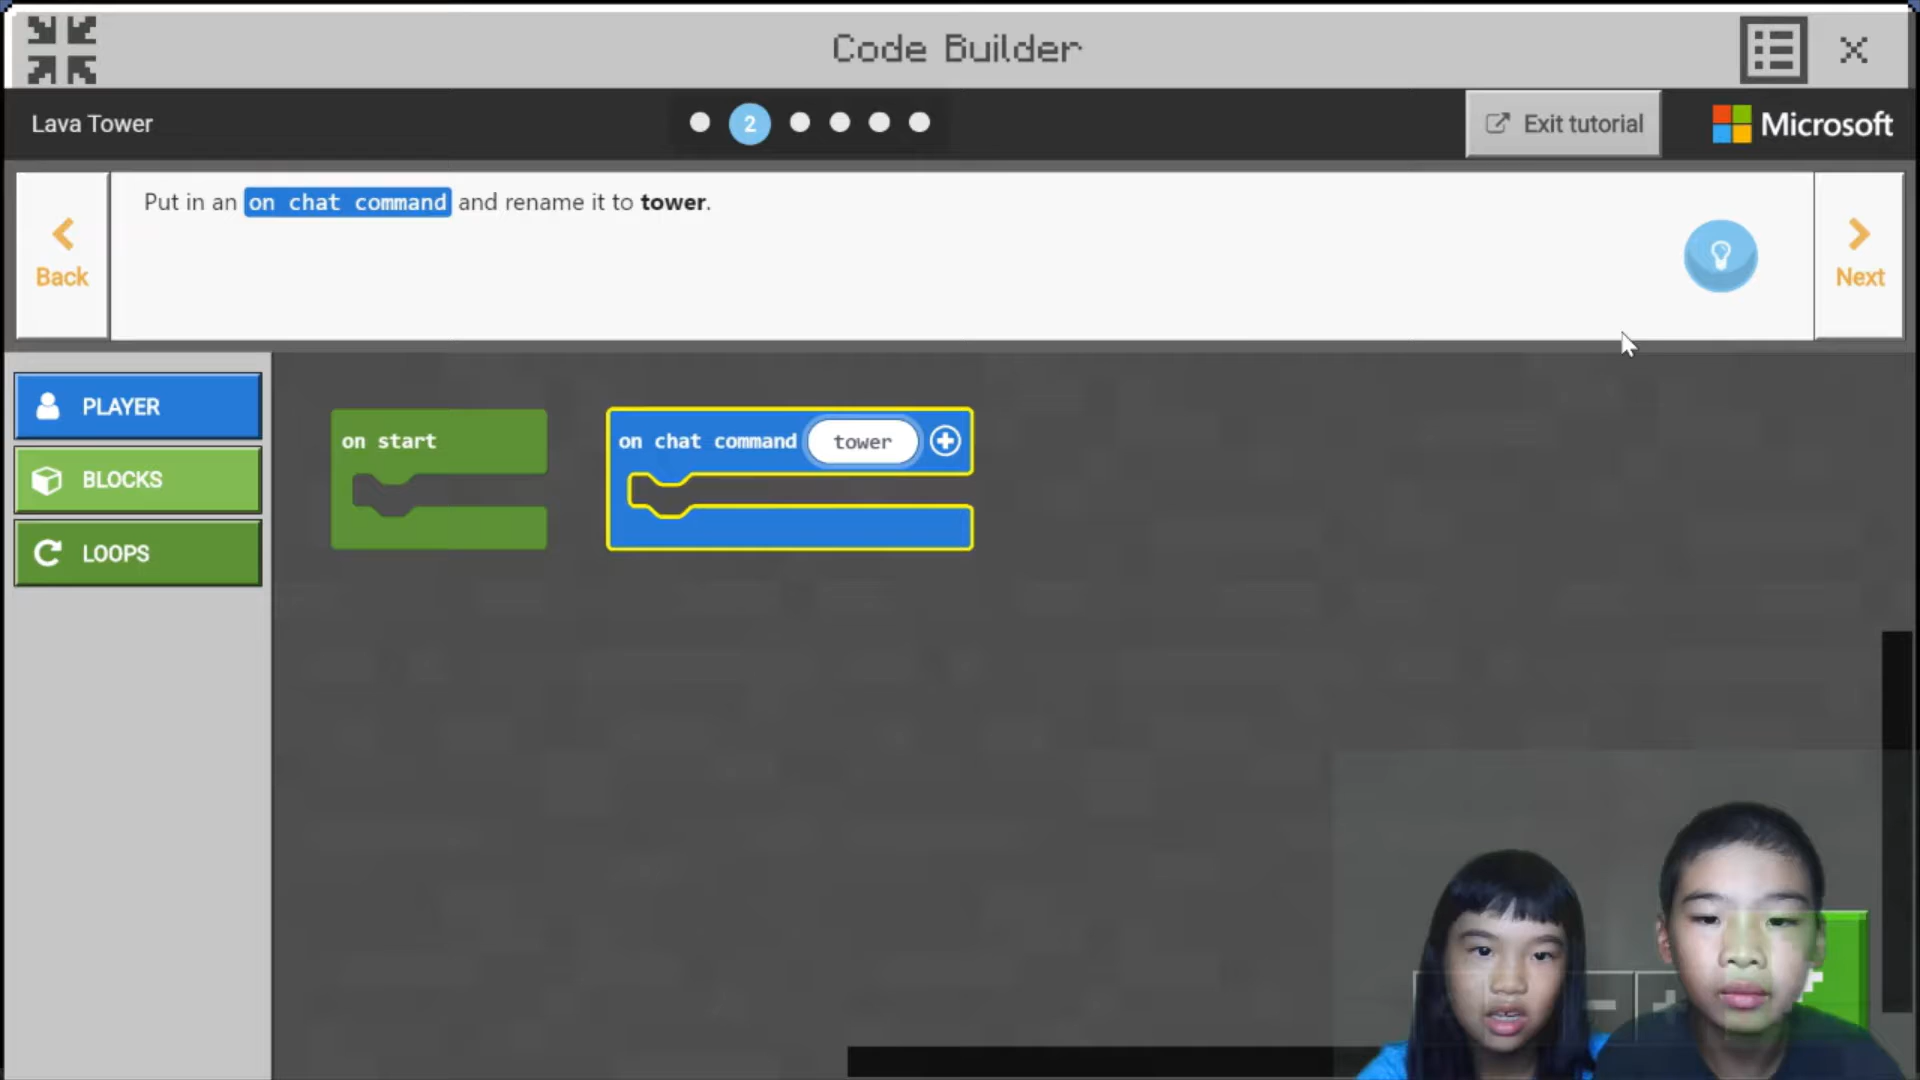 Code Builder
Lava Tower
2
Exit tutorial
Microsoft
Back
Put in an on chat command and rename it to tower.
Next
PLAYER
BLOCKS
LOOPS
on start
on chat command tower